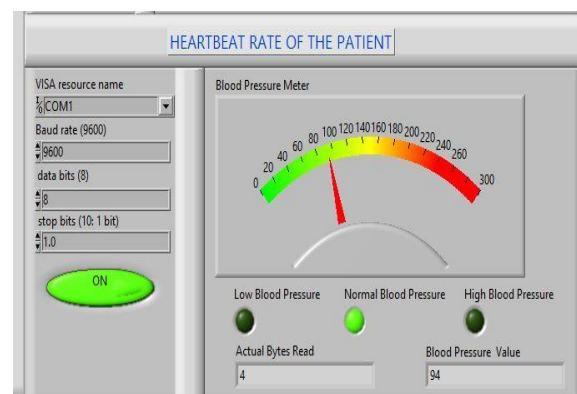 HEARTBEAT RATE OF THE PATIENT
VISA resource name
COM1
Baud rate (9600)
9600
data bits (8)
8
stop bits (10: 1 bit)
1.0
ON
Blood Pressure Meter
0 20 40 60 80 100 120 140 160 180 200 220 240 260 300
Low Blood Pressure Normal Blood Pressure High Blood Pressure
Actual Bytes Read Blood Pressure Value
4 94